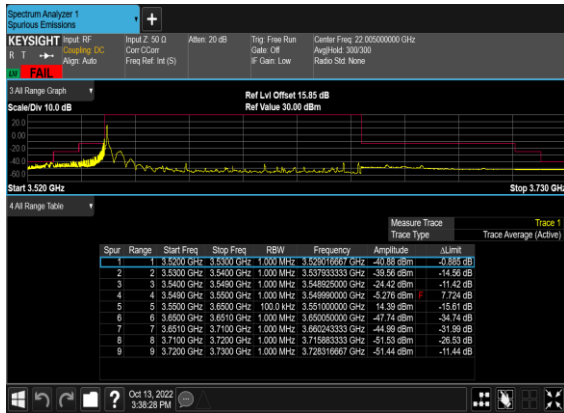 Spectrum Analyzer 1
Spurious Emissions
+
KEYSIGHT Input: RF Input Z: 50 Ω Atten: 20 dB Trig: Free Run Center Freq: 22.005000000 GHz
R T Coupling: DC Corr CCorr Gate: Off Avg|Hold: 300/300
Align: Auto Freq Ref: Int (S) IF Gain: Low Radio Std: None
FAIL
3 All Range Graph Ref Lvl Offset 15.85 dB
Scale/Div 10.0 dB Ref Value 30.00 dBm
20.0
0.00
-20.0
-40.0
-60.0
Start 3.520 GHz Stop 3.730 GHz
4 All Range Table
Measure Trace Trace 1
Trace Type Trace Average (Active)
Spur Range Start Freq Stop Freq RBW Frequency Amplitude ΔLimit
1 1 3.5200 GHz 3.5300 GHz 1.000 MHz 3.529016667 GHz -40.88 dBm -0.885 dB
2 2 3.5300 GHz 3.5400 GHz 1.000 MHz 3.537933333 GHz -39.56 dBm -14.56 dB
3 3 3.5400 GHz 3.5490 GHz 1.000 MHz 3.548925000 GHz -24.42 dBm -11.42 dB
4 4 3.5490 GHz 3.5500 GHz 1.000 MHz 3.549990000 GHz -5.276 dBm F 7.724 dB
5 5 3.5500 GHz 3.6500 GHz 100.0 kHz 3.551000000 GHz 14.39 dBm -15.61 dB
6 6 3.6500 GHz 3.6510 GHz 1.000 MHz 3.650050000 GHz -47.74 dBm -34.74 dB
7 7 3.6510 GHz 3.7100 GHz 1.000 MHz 3.660243333 GHz -44.99 dBm -31.99 dB
8 8 3.7100 GHz 3.7200 GHz 1.000 MHz 3.715883333 GHz -51.53 dBm -26.53 dB
9 9 3.7200 GHz 3.7300 GHz 1.000 MHz 3.728316667 GHz -51.44 dBm -11.44 dB
? Oct 13, 2022
3:38:28 PM